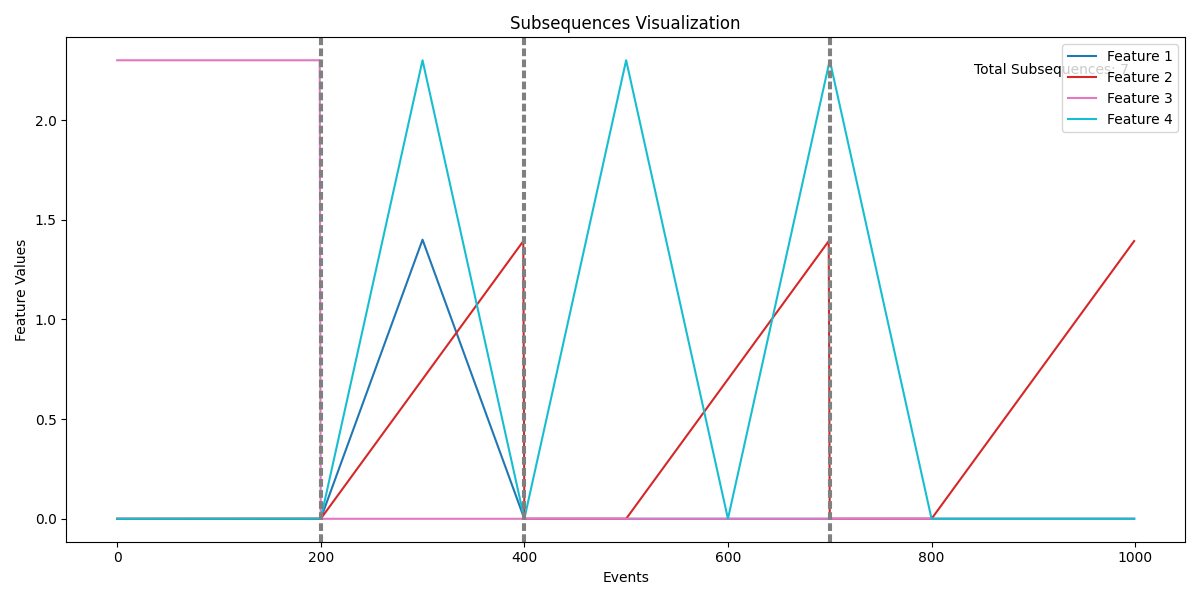 Subsequences Visualization
Total Subsequences: 7
Feature 1
Feature 2
Feature 3
Feature 4
Feature Values
2.0
1.5
1.0
0.5
0.0
0 200 400 600 800 1000
Events